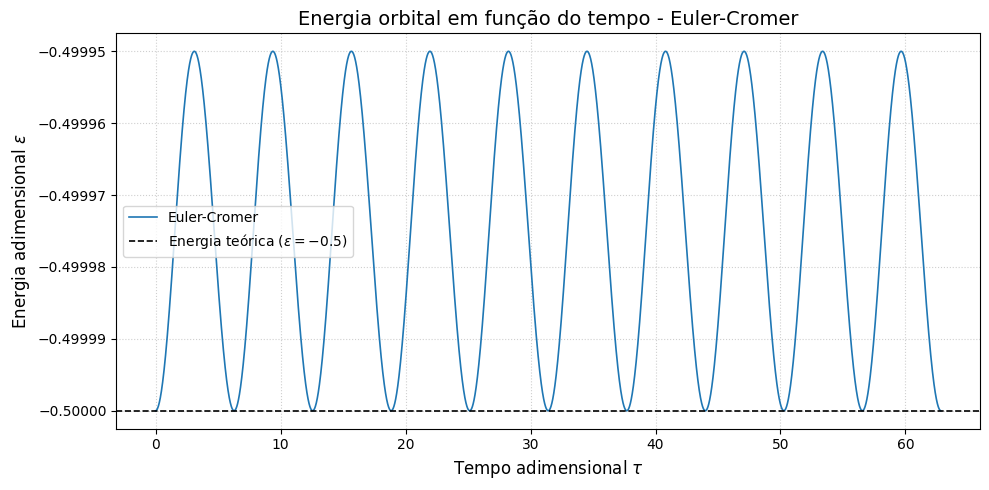 Energia orbital em função do tempo - Euler-Cromer
Energia adimensional ε
−0.49995
−0.49996
−0.49997
−0.49998
−0.49999
−0.50000
Euler-Cromer
Energia teórica (ε = −0.5)
0 10 20 30 40 50 60
Tempo adimensional τ